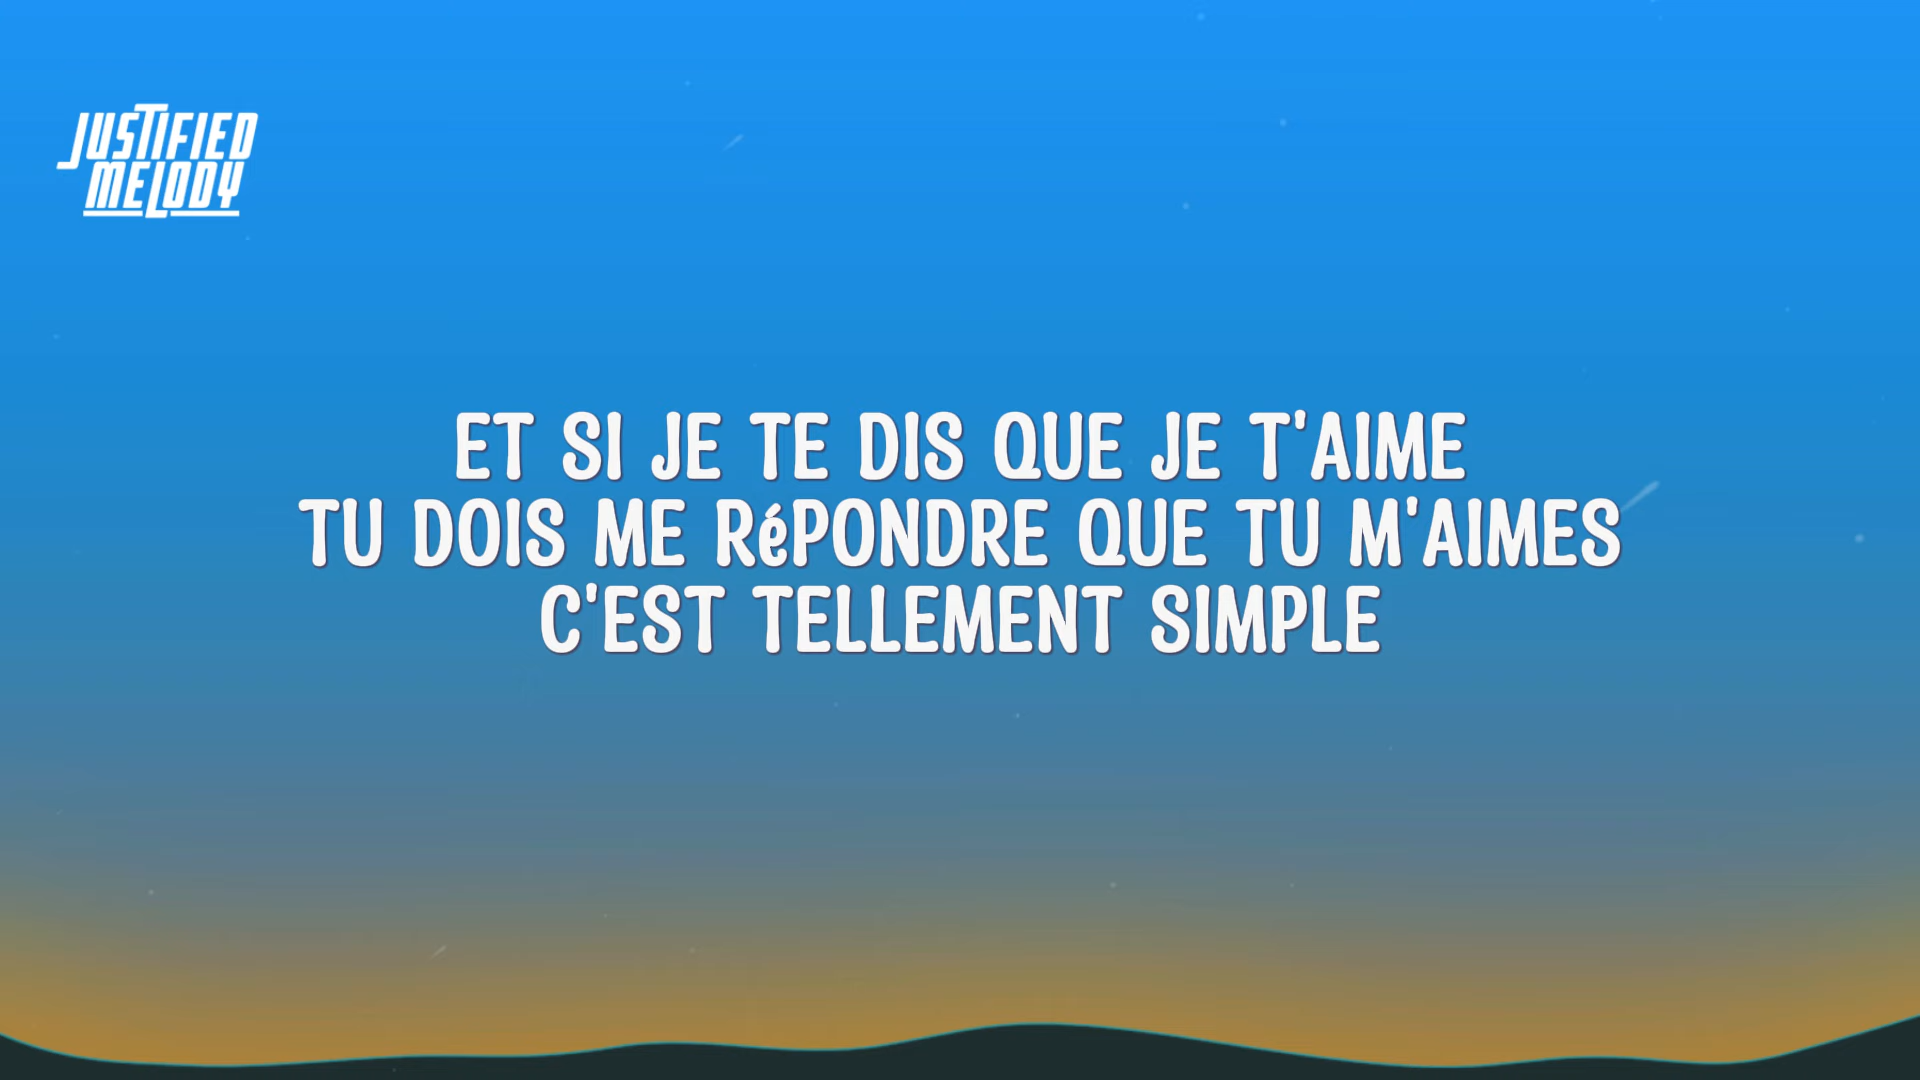 JUSTIFIED
MELODY
ET SI JE TE DIS QUE JE T'AIME
TU DOIS ME RéPONDRE QUE TU M'AIMES
C'EST TELLEMENT SIMPLE